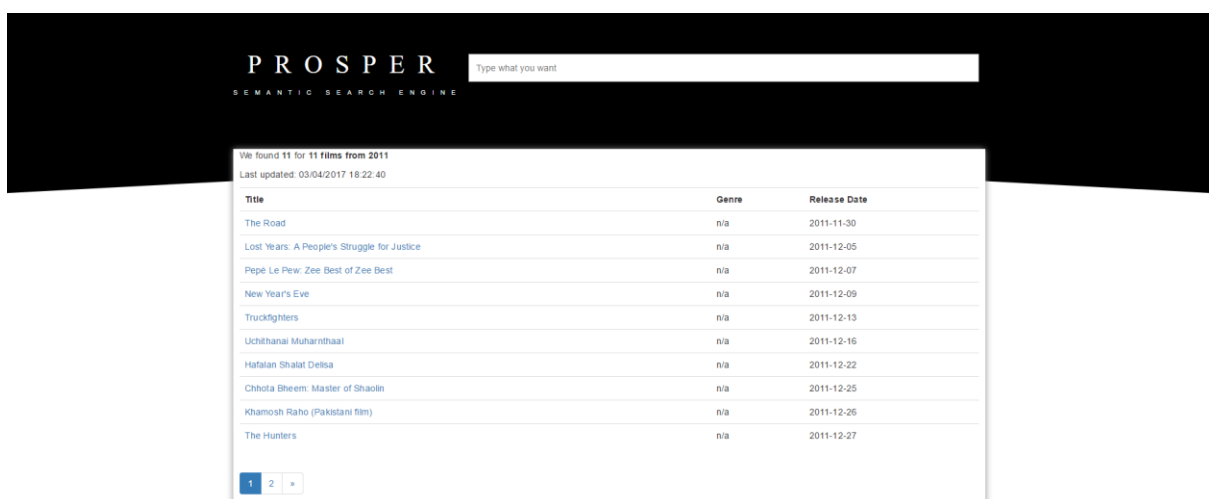 PROSPER
Type what you want
SEMANTIC SEARCH ENGINE
We found 11 for 11 films from 2011
Last updated: 03/04/2017 18:22:40
Title Genre Release Date
The Road n/a 2011-11-30
Lost Years: A People's Struggle for Justice n/a 2011-12-05
Pepé Le Pew: Zee Best of Zee Best n/a 2011-12-07
New Year's Eve n/a 2011-12-09
Truckfighters n/a 2011-12-13
Uchithanai Muharnthaal n/a 2011-12-16
Hafalan Shalat Delisa n/a 2011-12-22
Chhota Bheem: Master of Shaolin n/a 2011-12-25
Khamosh Raho (Pakistani film) n/a 2011-12-26
The Hunters n/a 2011-12-27
1 2 »